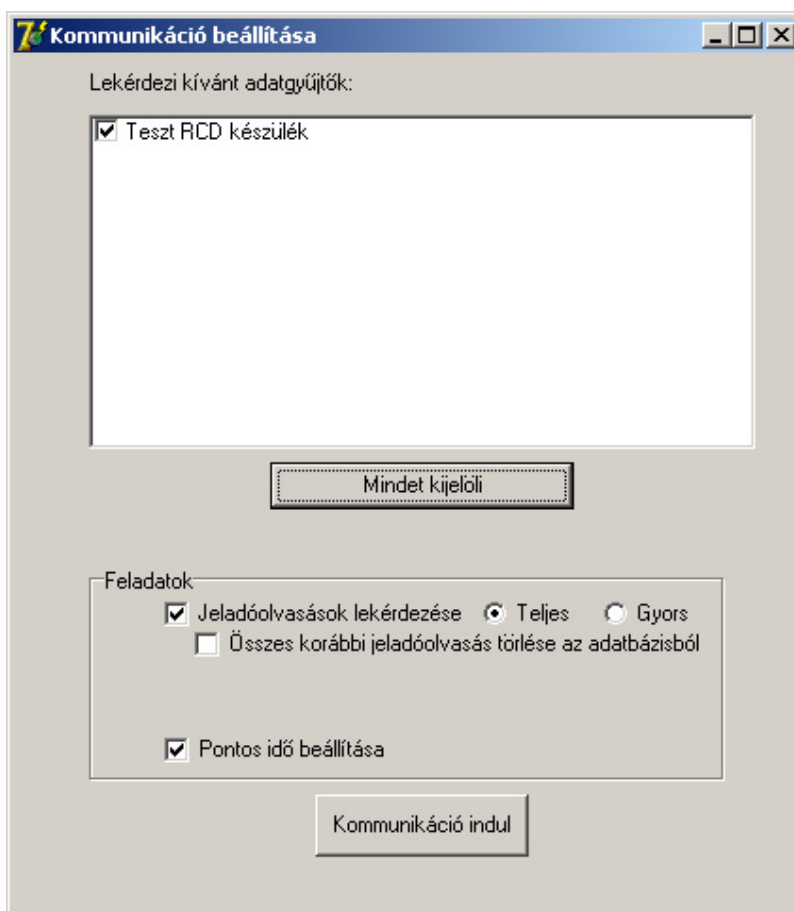 Kommunikáció beállítása
Lekérdezi kívánt adatgyűjtők:
Teszt RCD készülék
Mindet kijelöli
Feladatok
Jeladóolvasások lekérdezése Teljes Gyors
Összes korábbi jeladóolvasás törlése az adatbázisból
Pontos idő beállítása
Kommunikáció indul